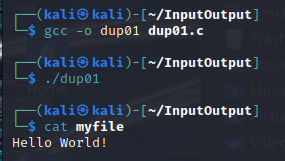 ┌──(kali㉿kali)-[~/InputOutput]
└─$ gcc -o dup01 dup01.c
┌──(kali㉿kali)-[~/InputOutput]
└─$ ./dup01
┌──(kali㉿kali)-[~/InputOutput]
└─$ cat myfile
Hello World!